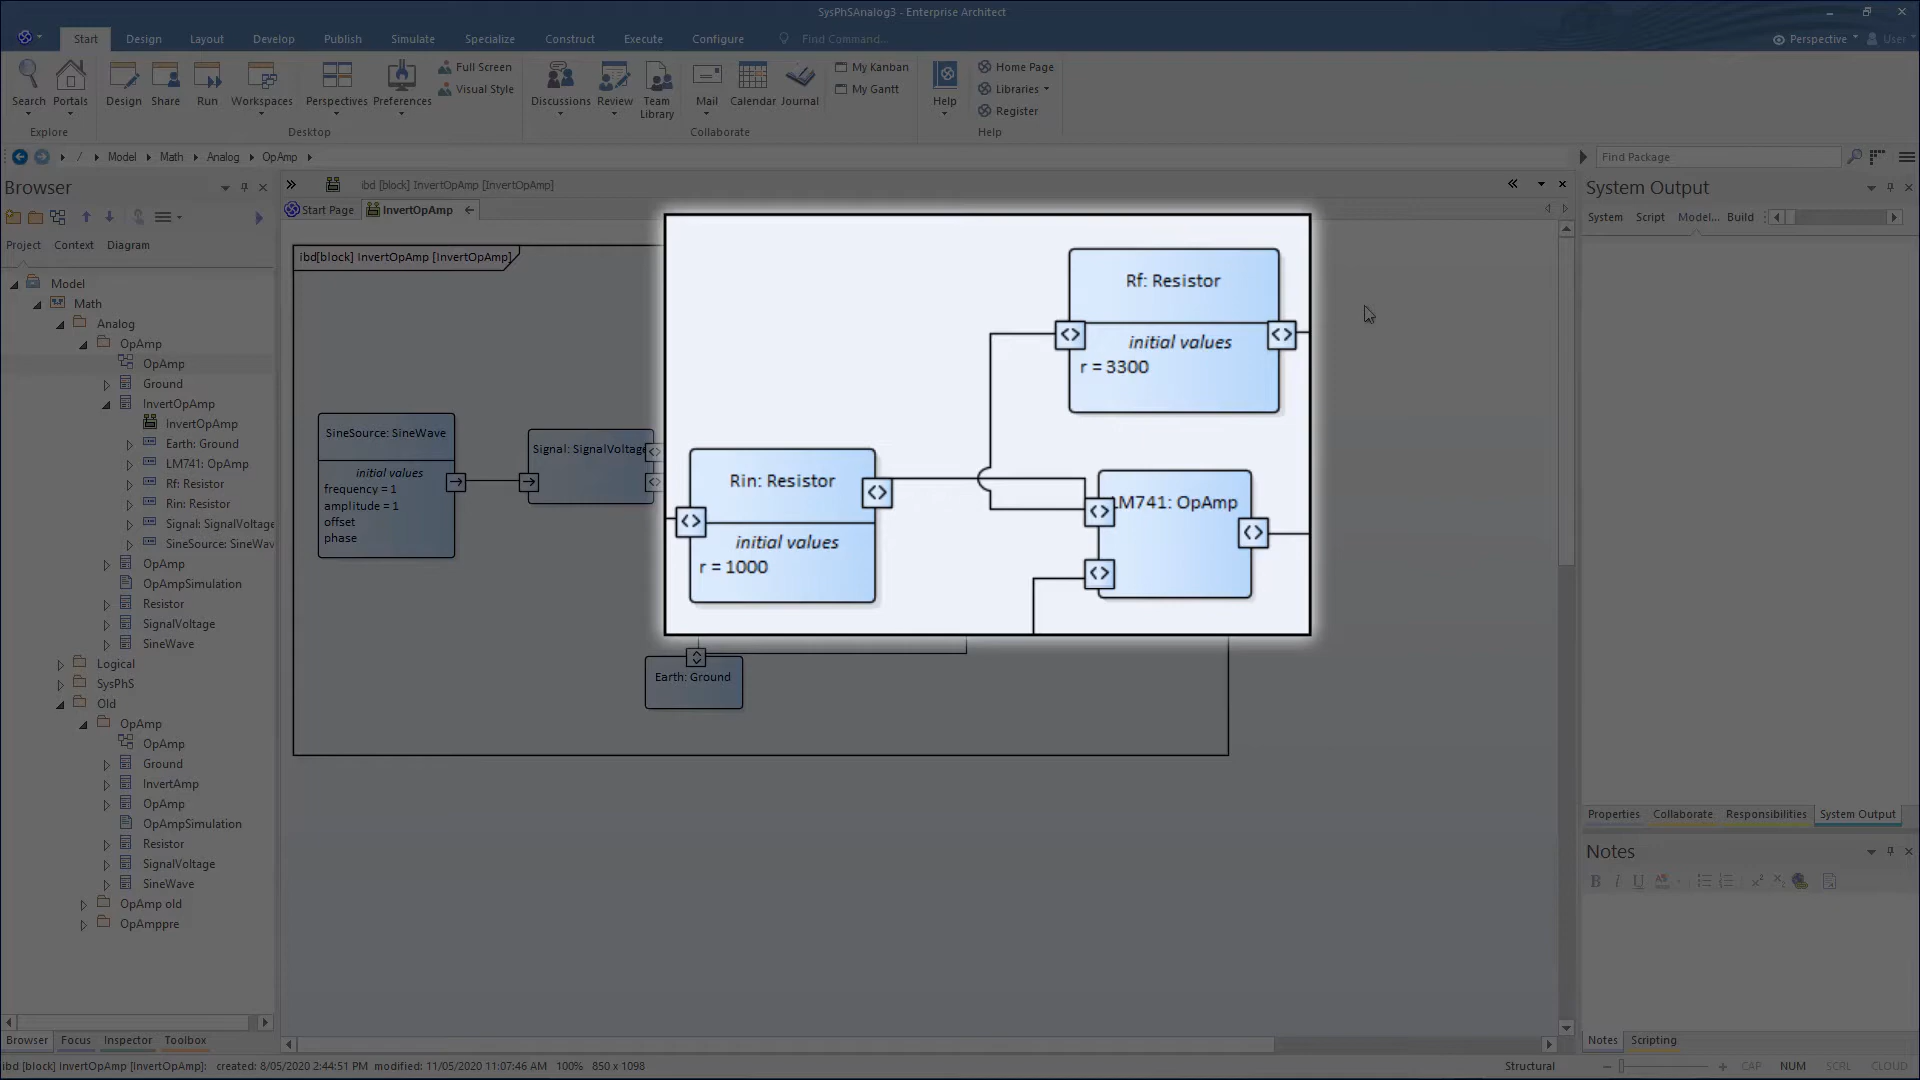 SysPhSAnalog3 - Enterprise Architect
Start Design Layout Develop Publish Simulate Specialize Construct Execute Configure Find Command... Perspective User
Search Portals Design Share Run Workspaces Perspectives Preferences Full Screen Visual Style Discussions Review Team Library Mail Calendar Journal My Kanban My Gantt Help Home Page Libraries Register
Explore Desktop Collaborate Help
/ Model Math Analog OpAmp Find Package
Browser
Project Context Diagram
Model
Math
Analog
OpAmp
OpAmp
Ground
InvertOpAmp
InvertOpAmp
Earth: Ground
LM741: OpAmp
Rf: Resistor
Rin: Resistor
Signal: SignalVoltage
SineSource: SineWav
OpAmp
OpAmpSimulation
Resistor
SignalVoltage
SineWave
Logical
SysPhS
Old
OpAmp
OpAmp
Ground
InvertAmp
OpAmp
OpAmpSimulation
Resistor
SignalVoltage
SineWave
OpAmp old
OpAmppre
Browser Focus Inspector Toolbox
ibd [block] InvertOpAmp [InvertOpAmp]
Start Page InvertOpAmp
ibd[block] InvertOpAmp [InvertOpAmp]
SineSource: SineWave
initial values
frequency = 1
amplitude = 1
offset
phase
Signal: SignalVoltage
Rf: Resistor
initial values
r = 3300
Rin: Resistor
initial values
r = 1000
LM741: OpAmp
Earth: Ground
System Output
System Script Model... Build
Properties Collaborate Responsibilities System Output
Notes
B I U
Notes Scripting
ibd [block] InvertOpAmp [InvertOpAmp]: created: 8/05/2020 2:44:51 PM modified: 11/05/2020 11:07:46 AM 100% 850 x 1098 Structural CAP NUM SCRL CLOUD